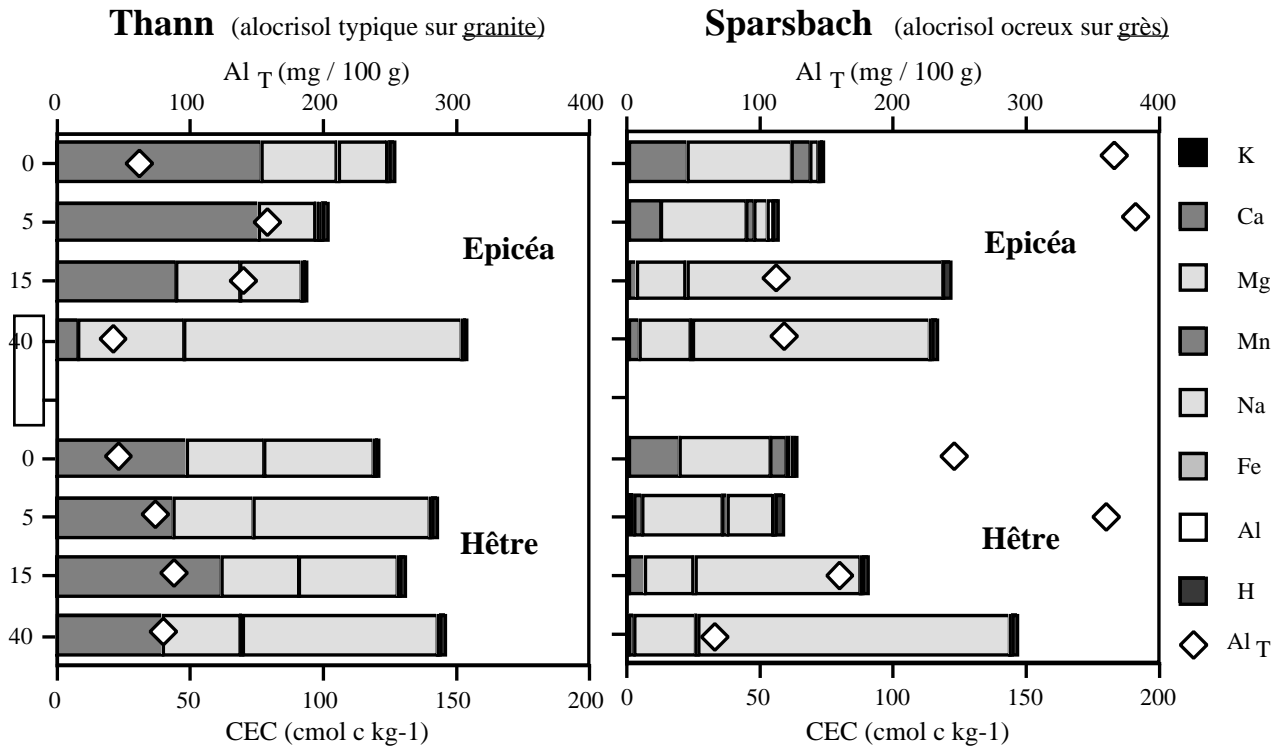 Thann (alocrisol typique sur granite)
Al T (mg / 100 g)
0 100 200 300 400
0
5
15
40
Epicéa
0
5
15
40
Hêtre
0 50 100 150 200
CEC (cmol c kg-1)
Sparsbach (alocrisol ocreux sur grès)
Al T (mg / 100 g)
0 100 200 300 400
Epicéa
Hêtre
0 50 100 150 200
CEC (cmol c kg-1)
K
Ca
Mg
Mn
Na
Fe
Al
H
Al T